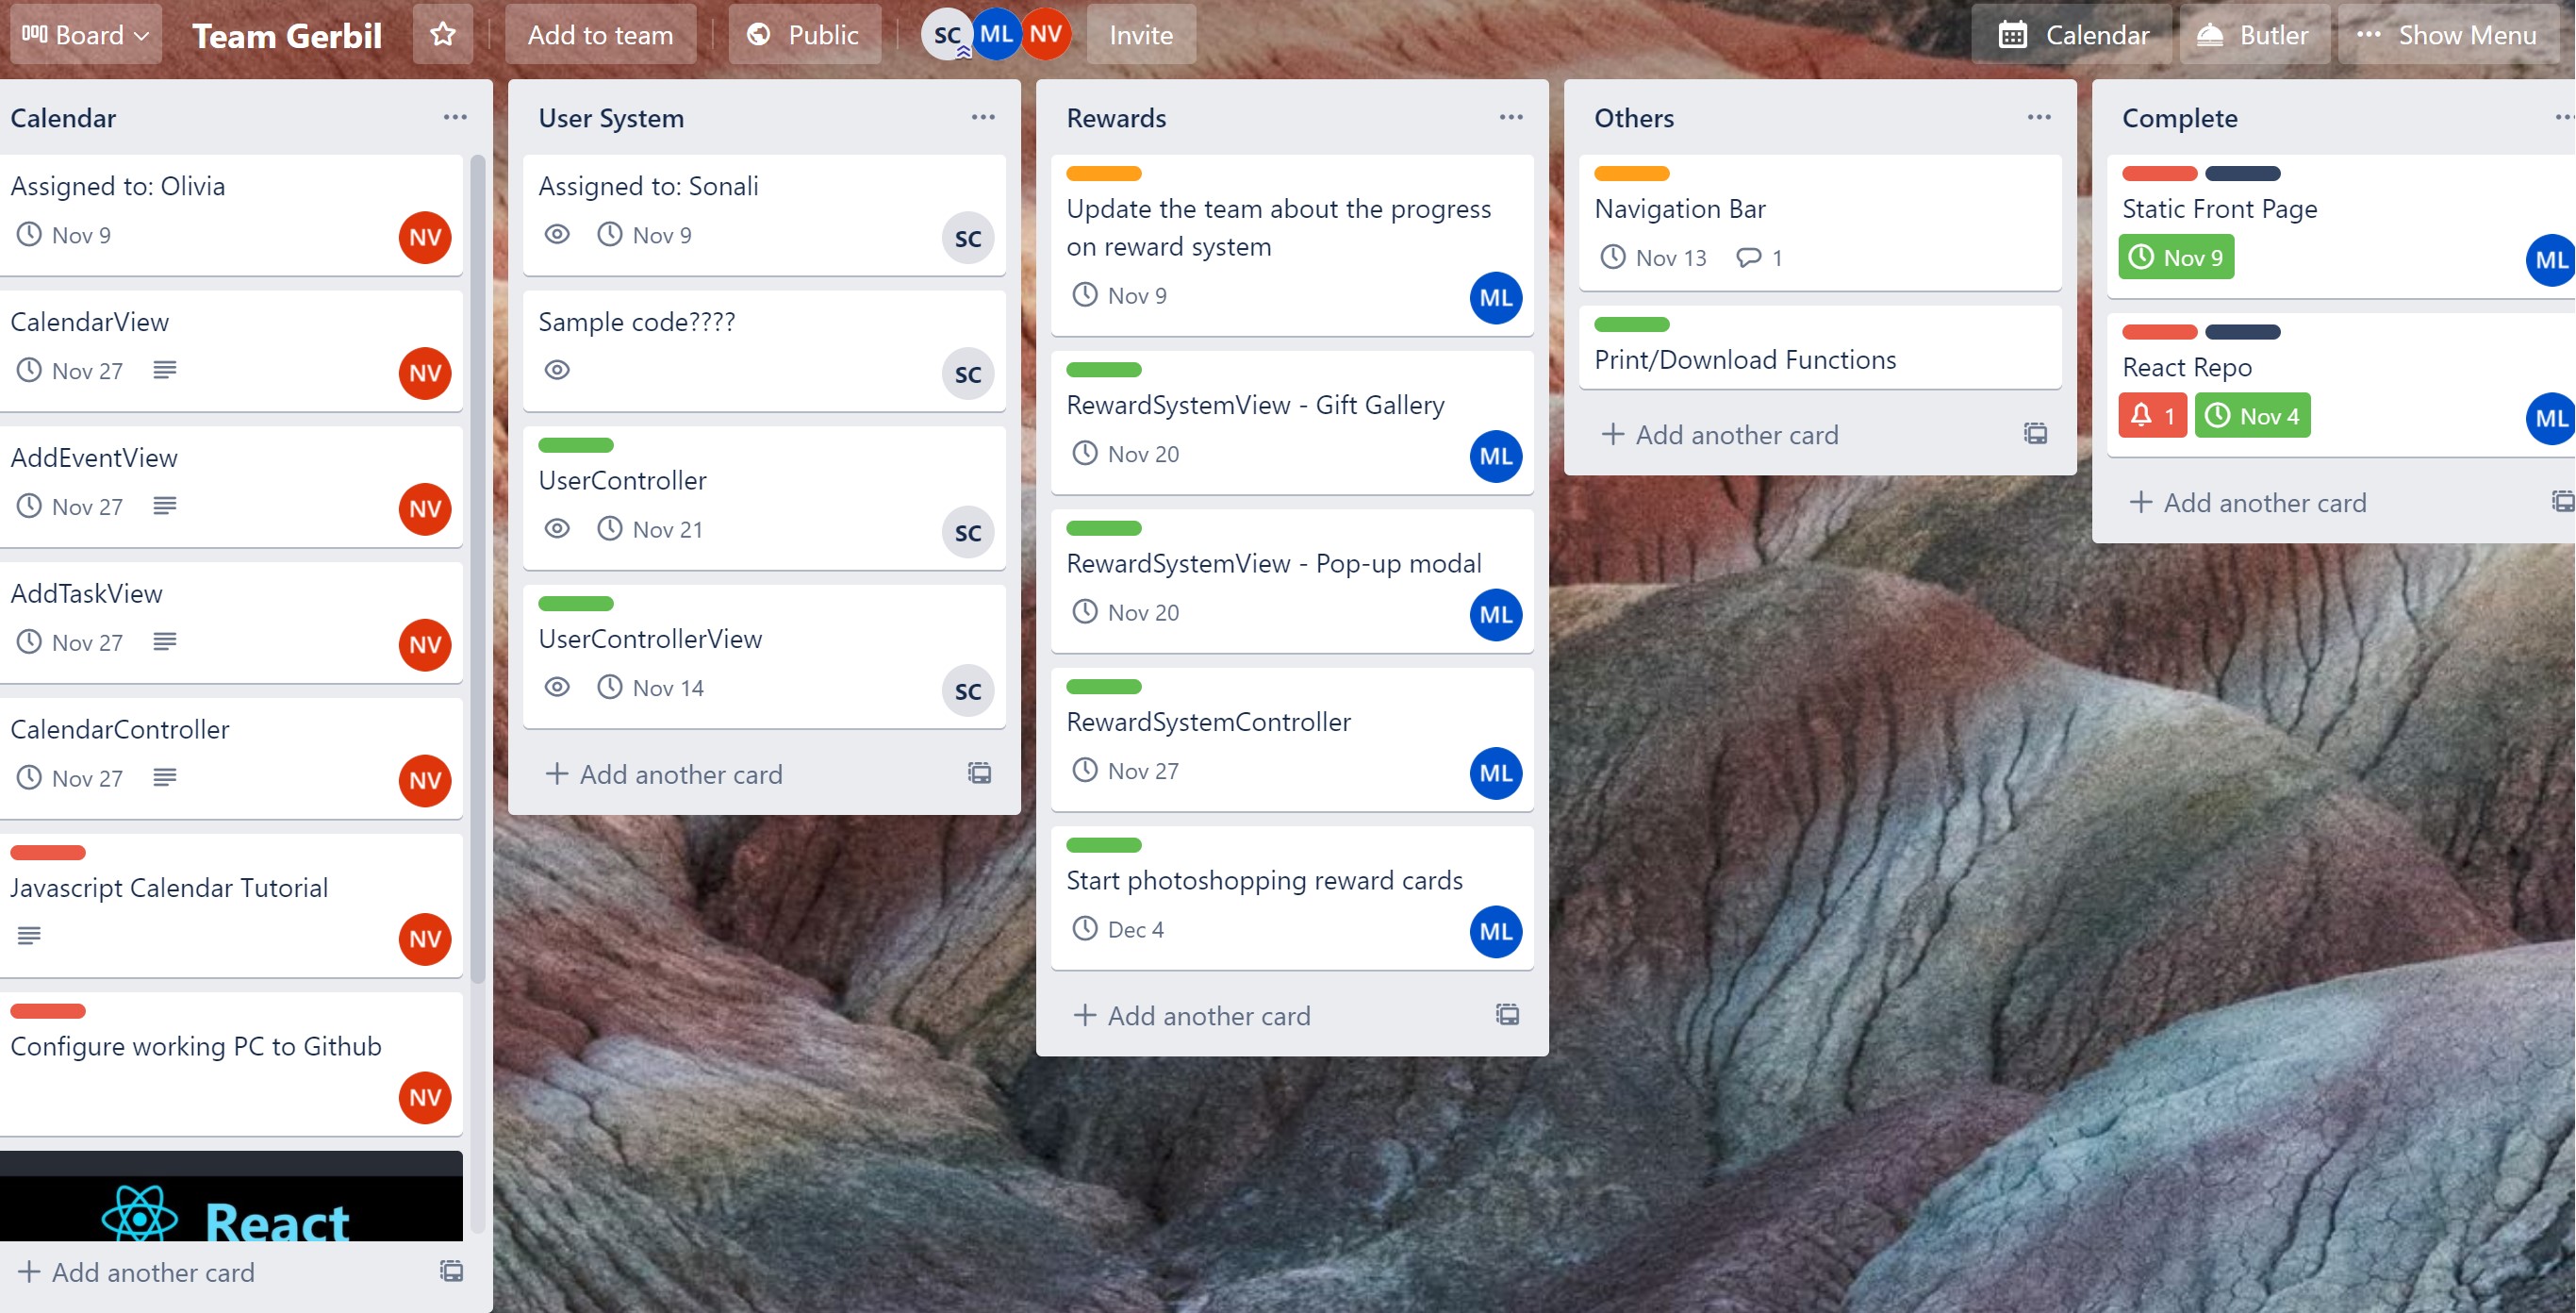 Board
Team Gerbil
Add to team
Public
SC
ML
NV
Invite
Calendar
Butler
Show Menu
Calendar
Assigned to: Olivia
Nov 9
NV
CalendarView
Nov 27
NV
AddEventView
Nov 27
NV
AddTaskView
Nov 27
NV
CalendarController
Nov 27
NV
Javascript Calendar Tutorial
NV
Configure working PC to Github
NV
React
+ Add another card
User System
Assigned to: Sonali
Nov 9
SC
Sample code????
SC
UserController
Nov 21
SC
UserControllerView
Nov 14
SC
+ Add another card
Rewards
Update the team about the progress
on reward system
Nov 9
ML
RewardSystemView - Gift Gallery
Nov 20
ML
RewardSystemView - Pop-up modal
Nov 20
ML
RewardSystemController
Nov 27
ML
Start photoshopping reward cards
Dec 4
ML
+ Add another card
Others
Navigation Bar
Nov 13 1
Print/Download Functions
+ Add another card
Complete
Static Front Page
Nov 9
ML
React Repo
1 Nov 4
ML
+ Add another card